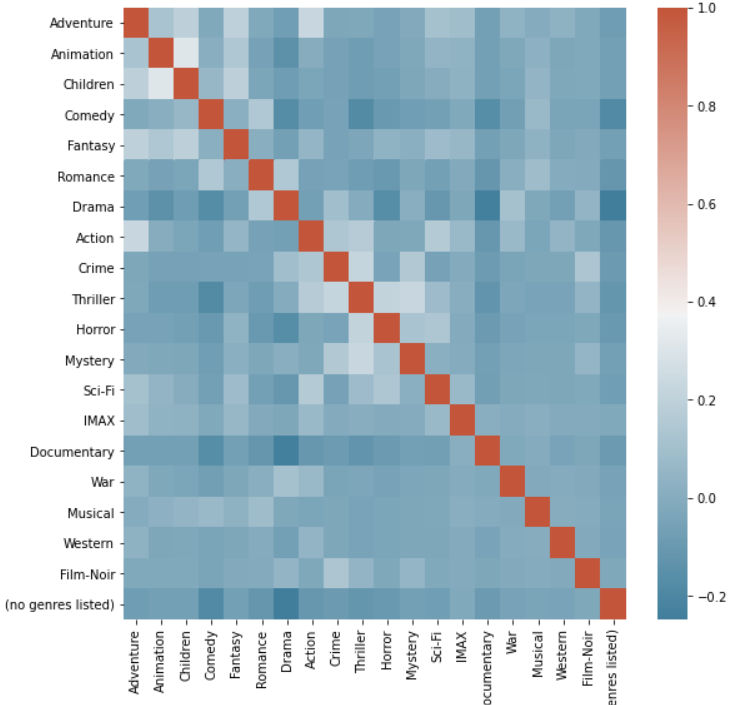 Adventure
Animation
Children
Comedy
Fantasy
Romance
Drama
Action
Crime
Thriller
Horror
Mystery
Sci-Fi
IMAX
Documentary
War
Musical
Western
Film-Noir
(no genres listed)
Adventure
Animation
Children
Comedy
Fantasy
Romance
Drama
Action
Crime
Thriller
Horror
Mystery
Sci-Fi
IMAX
ocumentary
War
Musical
Western
Film-Noir
enres listed)
1.0
0.8
0.6
0.4
0.2
0.0
−0.2